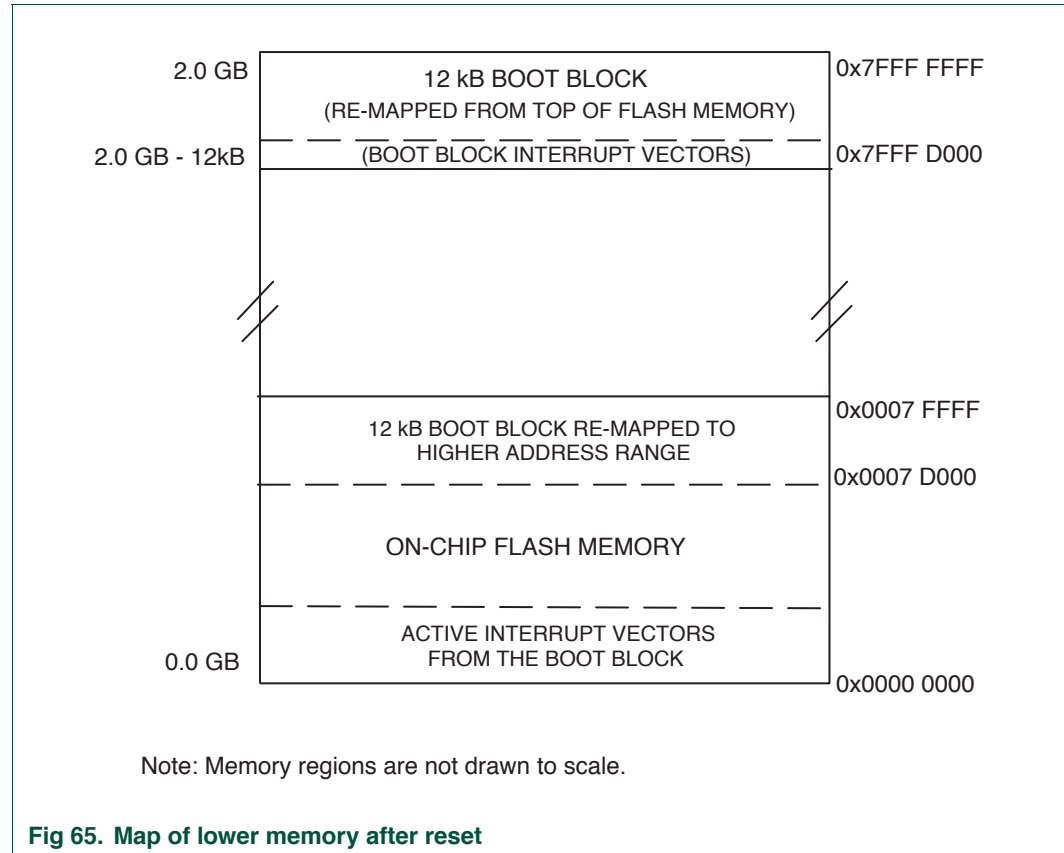 2.0 GB
12 kB BOOT BLOCK
0x7FFF FFFF
(RE-MAPPED FROM TOP OF FLASH MEMORY)
2.0 GB - 12kB
(BOOT BLOCK INTERRUPT VECTORS)
0x7FFF D000
0x0007 FFFF
12 kB BOOT BLOCK RE-MAPPED TO
HIGHER ADDRESS RANGE
0x0007 D000
ON-CHIP FLASH MEMORY
ACTIVE INTERRUPT VECTORS
FROM THE BOOT BLOCK
0.0 GB
0x0000 0000
Note: Memory regions are not drawn to scale.
Fig 65. Map of lower memory after reset